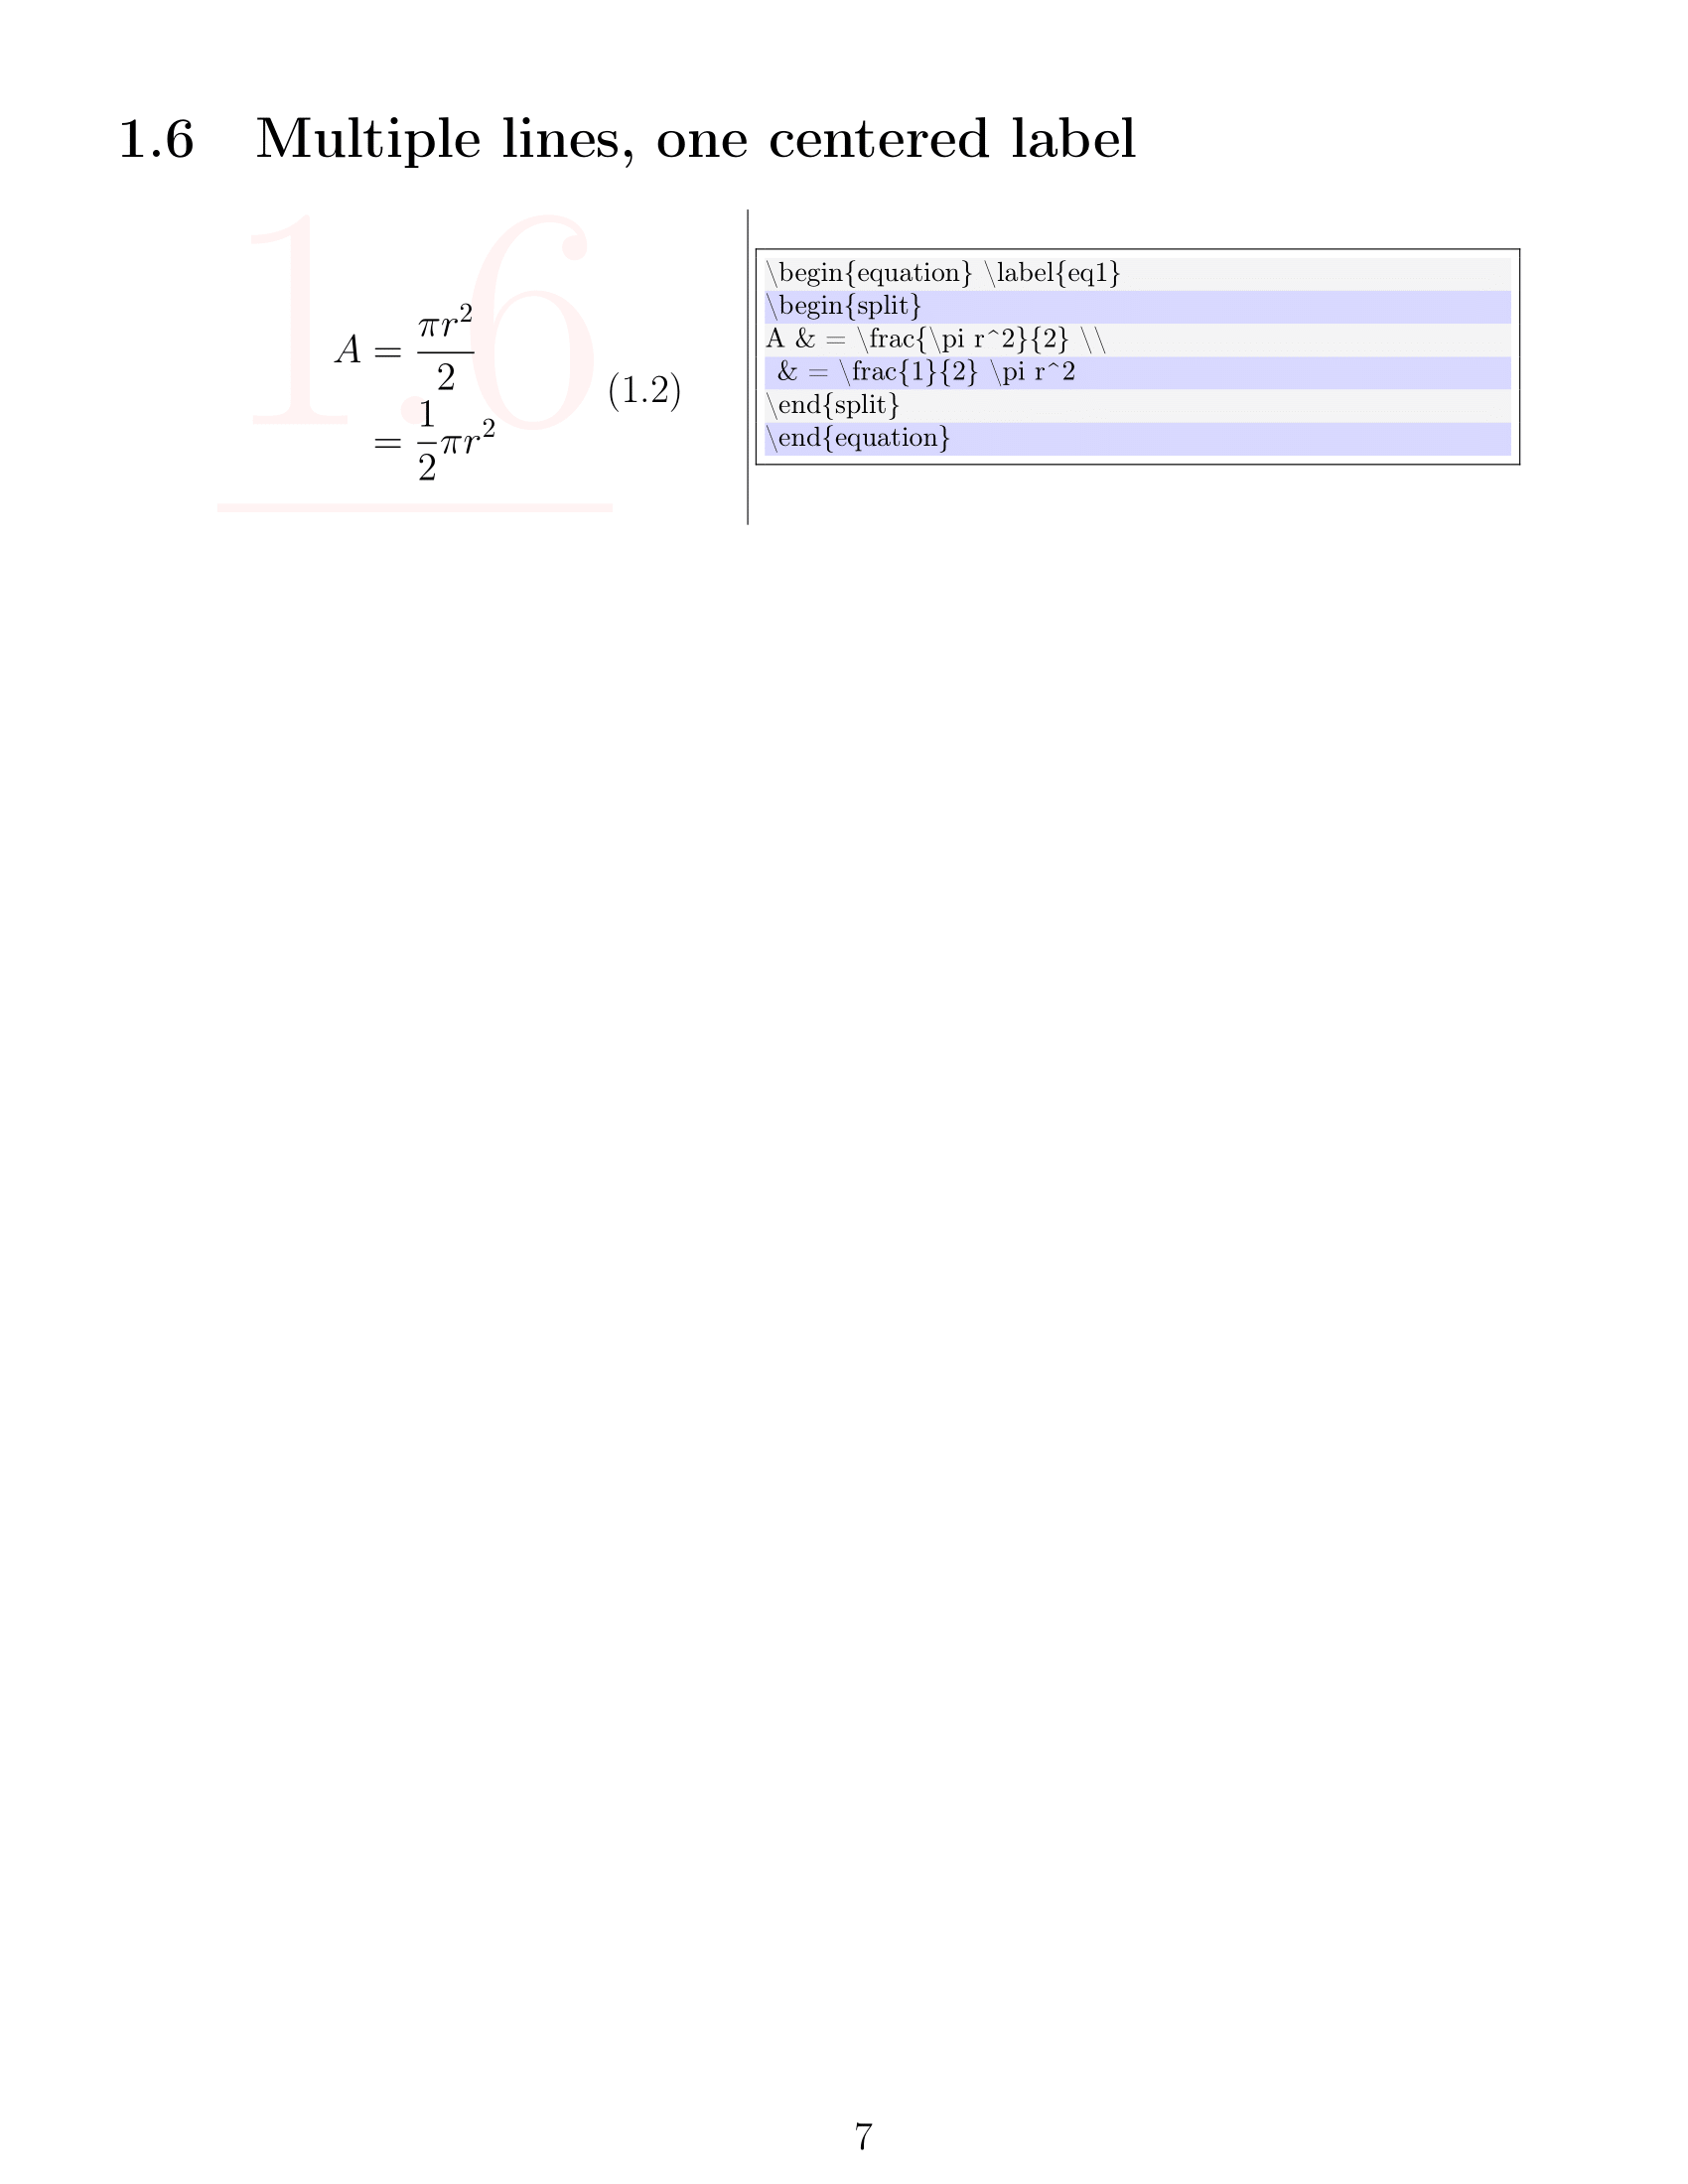 1.6 Multiple lines, one centered label
1.6
A = \frac{πr^2}{2}
= \frac{1}{2}πr^2
(1.2)
\begin{equation} \label{eq1}
\begin{split}
A & = \frac{\pi r^2}{2} \\
 & = \frac{1}{2} \pi r^2
\end{split}
\end{equation}
7